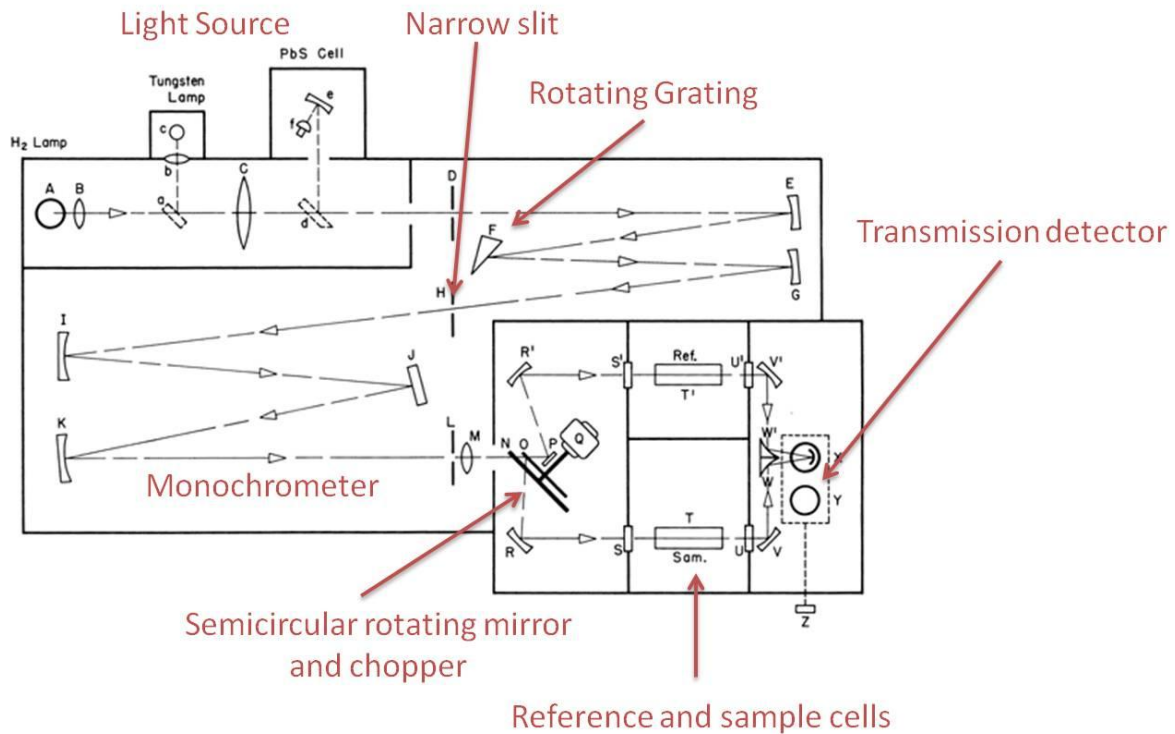 Light Source
Narrow slit
PbS Cell
Tungsten
Lamp
e
f
Rotating Grating
c
H₂ Lamp
b
C
D
E
A
B
a
d
F
Transmission detector
G
H
I
J
R'
S'
Ref.
U'
V'
T'
K
L
M
N
O
P
Q
W'
X
Monochrometer
W
Y
T
R
S
Sam.
U
V
Z
Semicircular rotating mirror
and chopper
Reference and sample cells